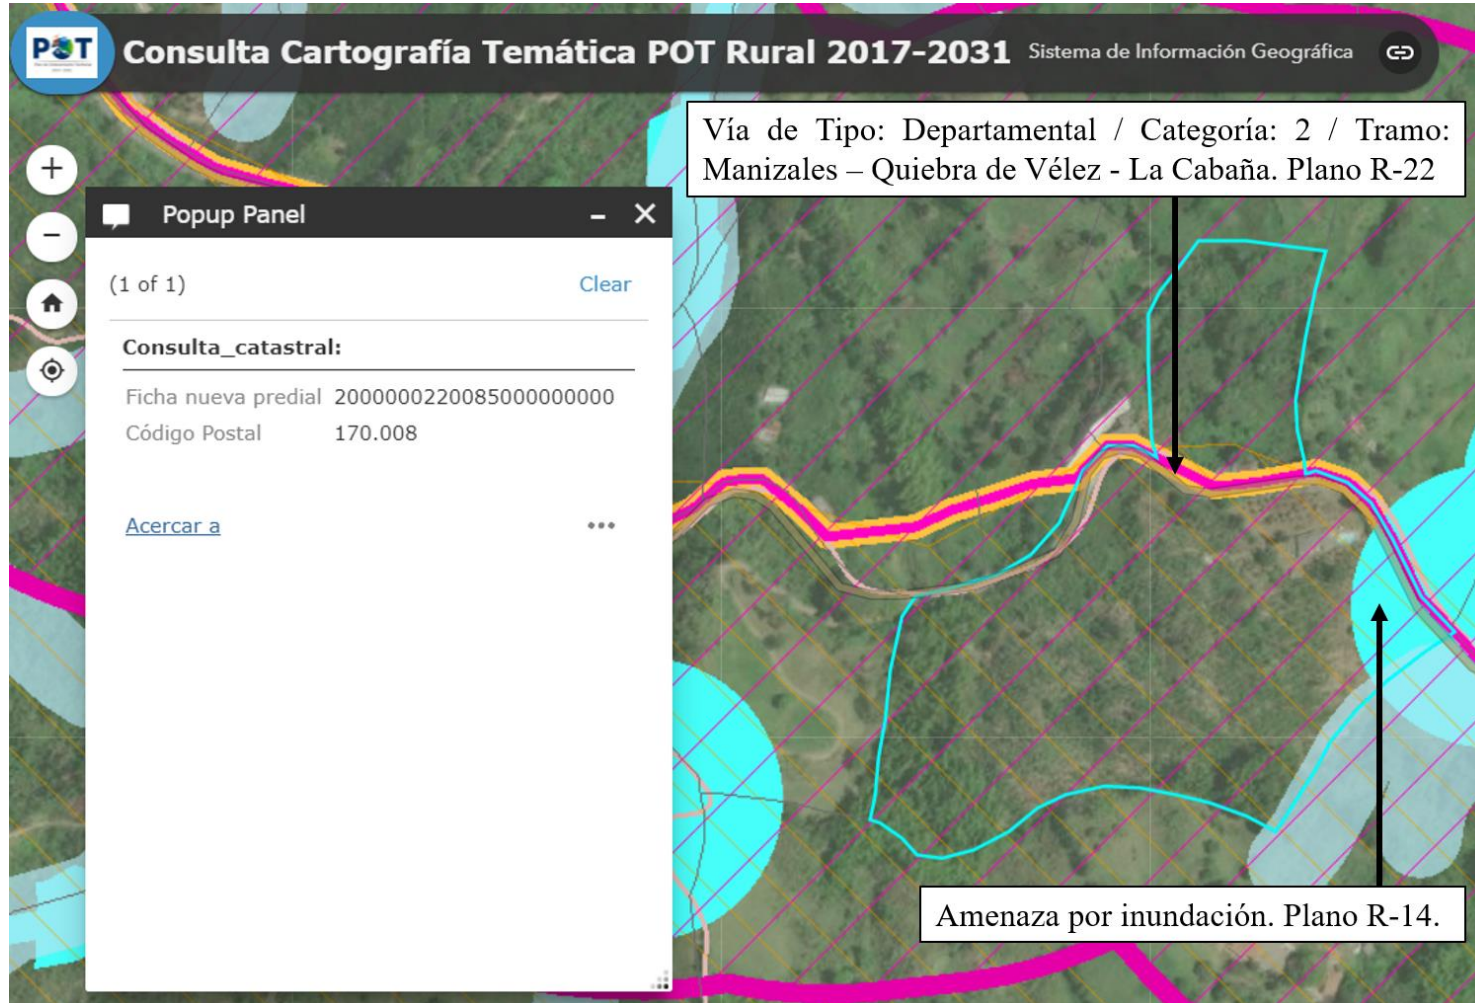 POT
Consulta Cartografía Temática POT Rural 2017-2031 Sistema de Información Geográfica
Vía de Tipo: Departamental / Categoría: 2 / Tramo:
Manizales – Quiebra de Vélez - La Cabaña. Plano R-22
Popup Panel
(1 of 1) Clear
Consulta_catastral:
Ficha nueva predial 2000000220085000000000
Código Postal 170.008
Acercar a
Amenaza por inundación. Plano R-14.